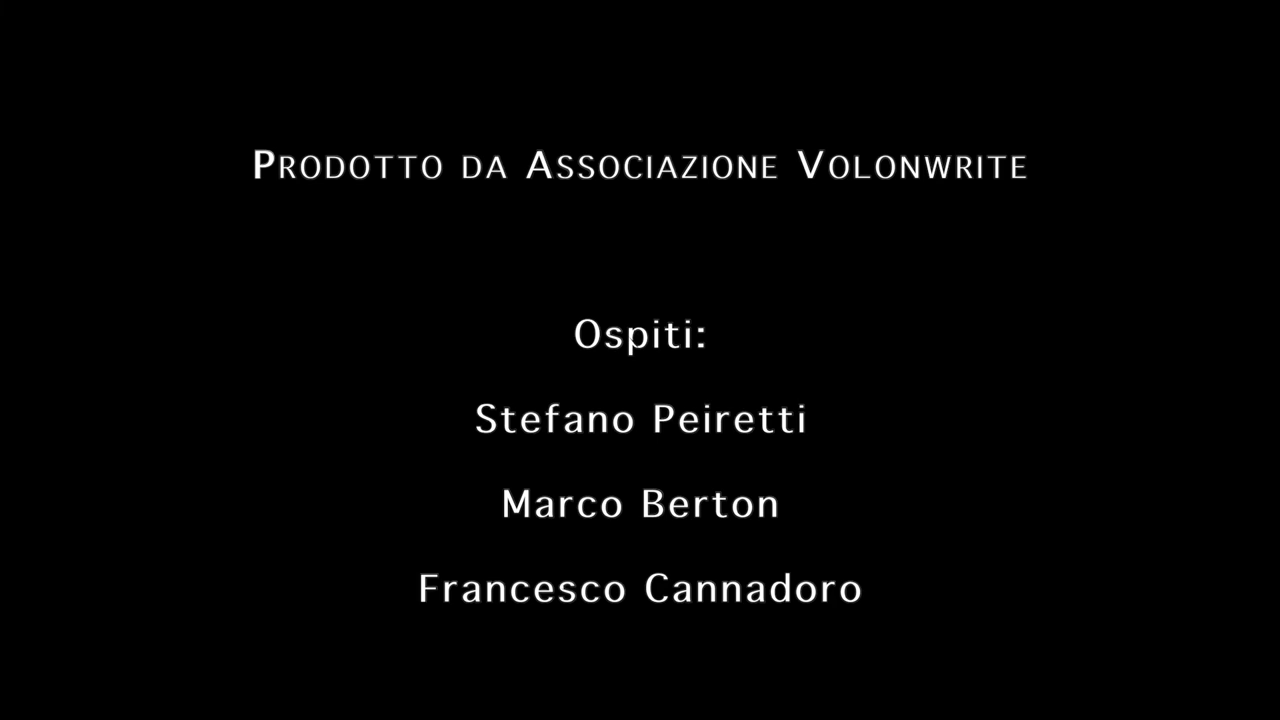 Prodotto da Associazione Volonwrite
Ospiti:
Stefano Peiretti
Marco Berton
Francesco Cannadoro